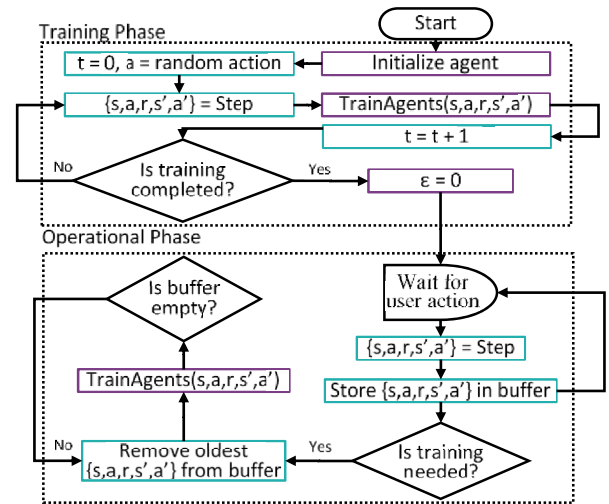 Start
Training Phase
t = 0, a = random action
Initialize agent
{s,a,r,s',a'} = Step
TrainAgents(s,a,r,s',a')
t = t + 1
No
Is training
completed?
Yes
ε = 0
Operational Phase
Is buffer
empty?
Wait for
user action
{s,a,r,s',a'} = Step
TrainAgents(s,a,r,s',a')
Store {s,a,r,s',a'} in buffer
No
Remove oldest
{s,a,r,s',a'} from buffer
Yes
Is training
needed?